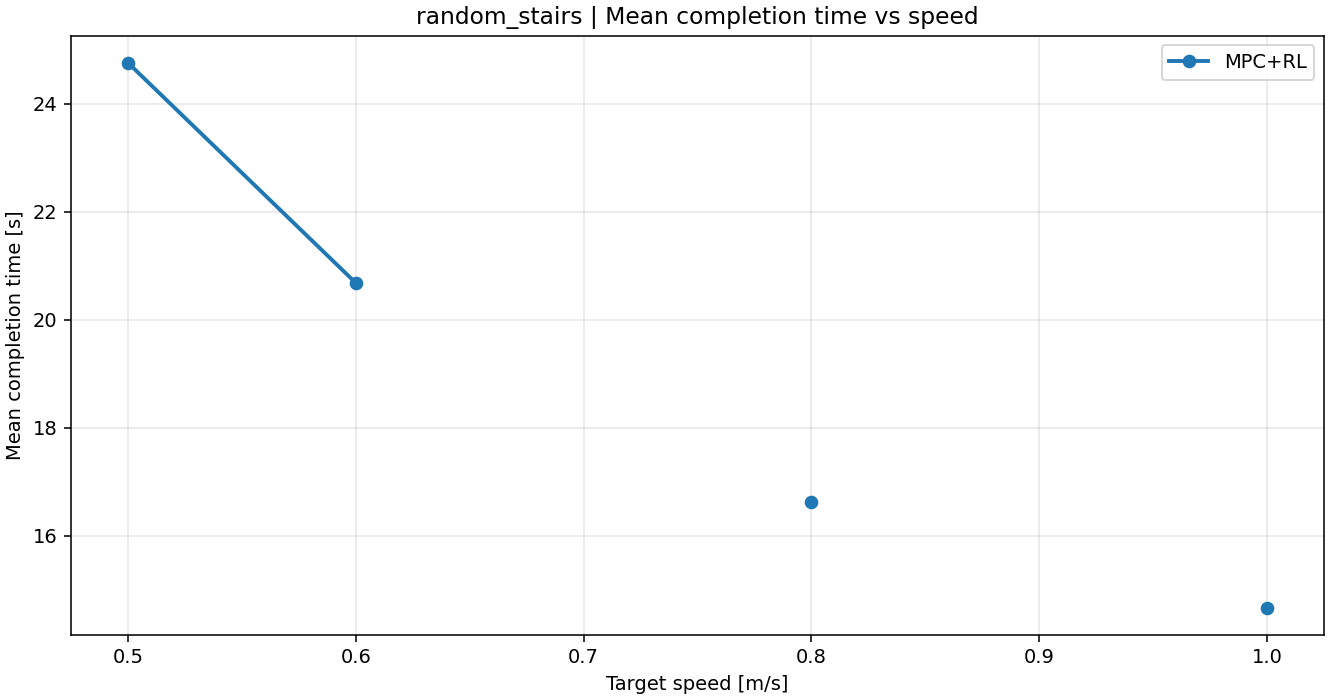 random_stairs | Mean completion time vs speed
MPC+RL
Mean completion time [s]
24
22
20
18
16
0.5 0.6 0.7 0.8 0.9 1.0
Target speed [m/s]